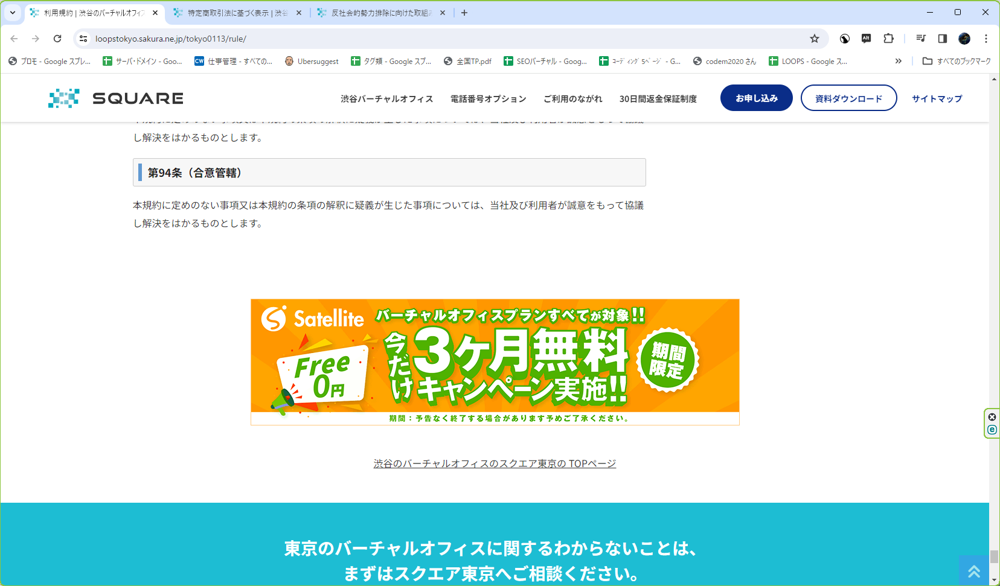 利用規約 | 渋谷のバーチャルオフィス
特定商取引法に基づく表示 | 渋谷
反社会的勢力排除に向けた取組み
loopstokyo.sakura.ne.jp/tokyo0113/rule/
プロモ - Google スプレ...
サーバ・ドメイン - Goo...
CW 仕事管理 - すべての...
Ubersuggest
タグ類 - Google スプ...
全国TP.pdf
SEOバーチャル - Goog...
コーディング 5ページ - G...
codem2020 さん
LOOPS - Google ス...
すべてのブックマーク
SQUARE
渋谷バーチャルオフィス
電話番号オプション
ご利用のながれ
30日間返金保証制度
お申し込み
資料ダウンロード
サイトマップ
し解決をはかるものとします。
第94条（合意管轄）
本規約に定めのない事項又は本規約の条項の解釈に疑義が生じた事項については、当社及び利用者が誠意をもって協議
し解決をはかるものとします。
Satellite
バーチャルオフィスプランすべてが対象!!
Free
0円
今だけ
3ヶ月無料
キャンペーン実施!!
期間
限定
期間：予告なく終了する場合があります予めご了承ください。
渋谷のバーチャルオフィスのスクエア東京の TOPページ
東京のバーチャルオフィスに関するわからないことは、
まずはスクエア東京へご相談ください。